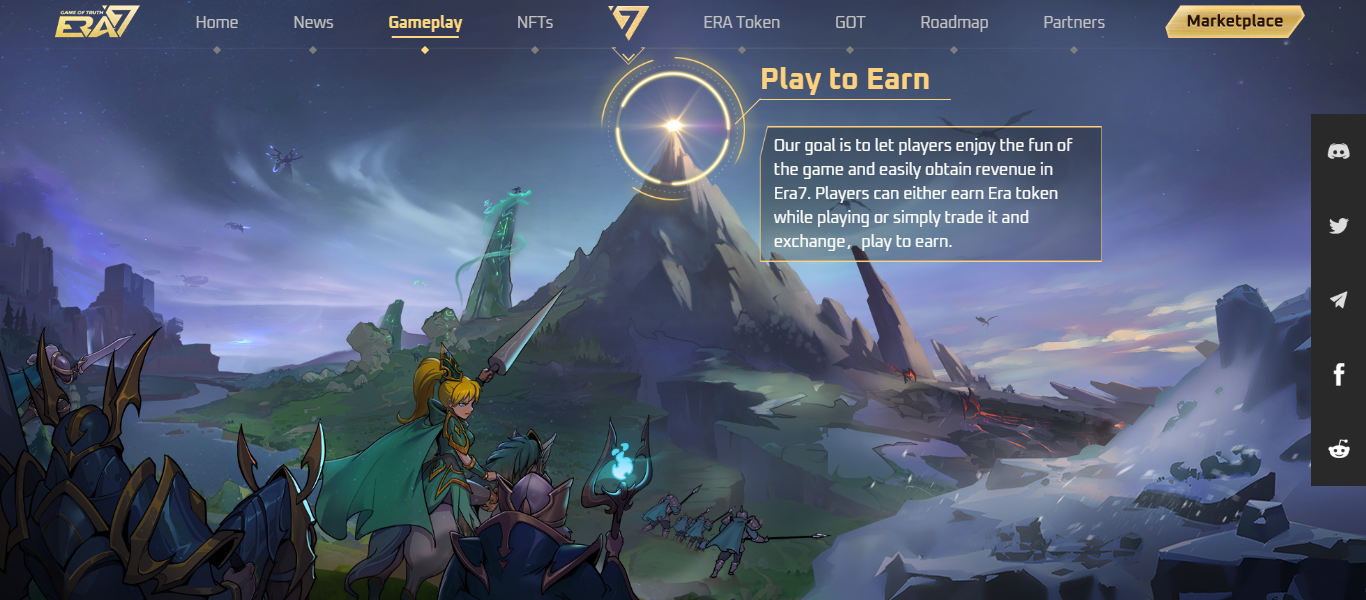 GAME OF TRUTH
ERA7
Home
News
Gameplay
NFTs
ERA Token
GOT
Roadmap
Partners
Marketplace
Play to Earn
Our goal is to let players enjoy the fun of
the game and easily obtain revenue in
Era7. Players can either earn Era token
while playing or simply trade it and
exchange，play to earn.